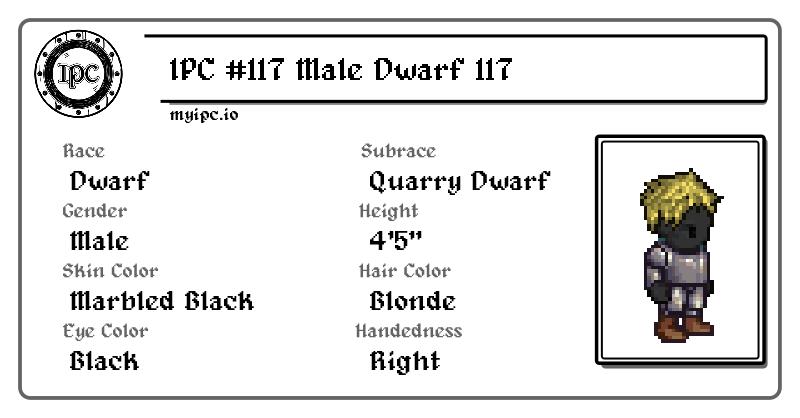 IPC
IPC #117 Male Dwarf 117
myipc.io
Race
Dwarf
Subrace
Quarry Dwarf
Gender
Male
Height
4'5"
Skin Color
Marbled Black
Hair Color
Blonde
Eye Color
Black
Handedness
Right